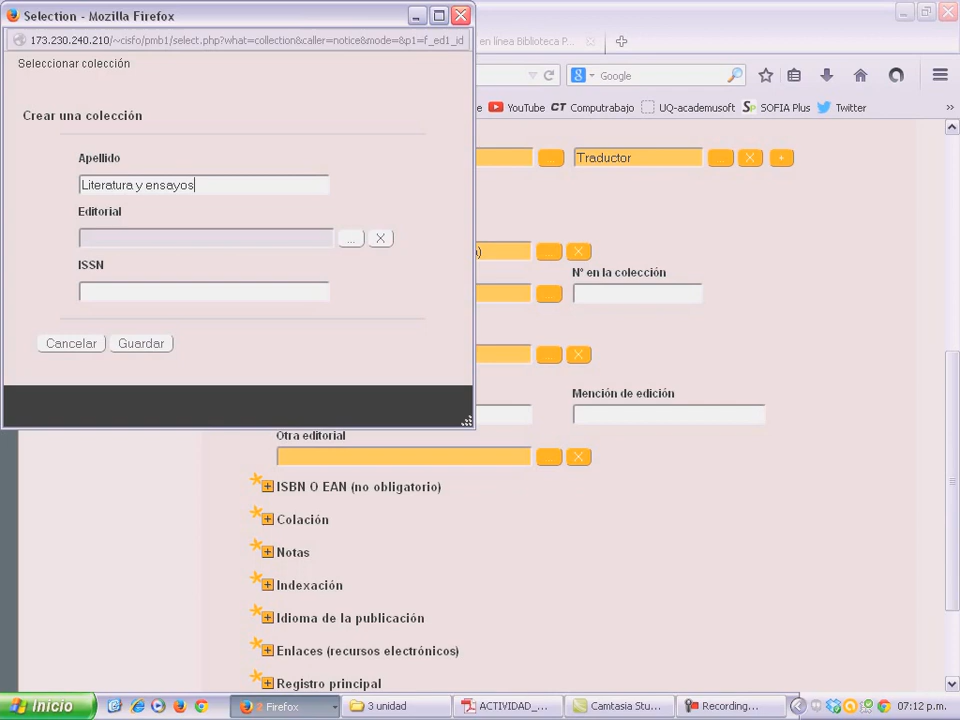 Selection - Mozilla Firefox
173.230.240.210/~cisfo/pmb1/select.php?what=collection&caller=notice&mode=&p1=f_ed1_id
Seleccionar colección
Crear una colección
Apellido
Literatura y ensayos
Editorial
...
X
ISSN
Cancelar
Guardar
en línea Biblioteca P...
Google
YouTube
CT Computrabajo
UQ-academusoft
SOFIA Plus
Twitter
Traductor
Nº en la colección
Mención de edición
Otra editorial
ISBN O EAN (no obligatorio)
Colación
Notas
Indexación
Idioma de la publicación
Enlaces (recursos electrónicos)
Registro principal
Inicio
2 Firefox
3 unidad
ACTIVIDAD_...
Camtasia Stu...
Recording...
07:12 p.m.